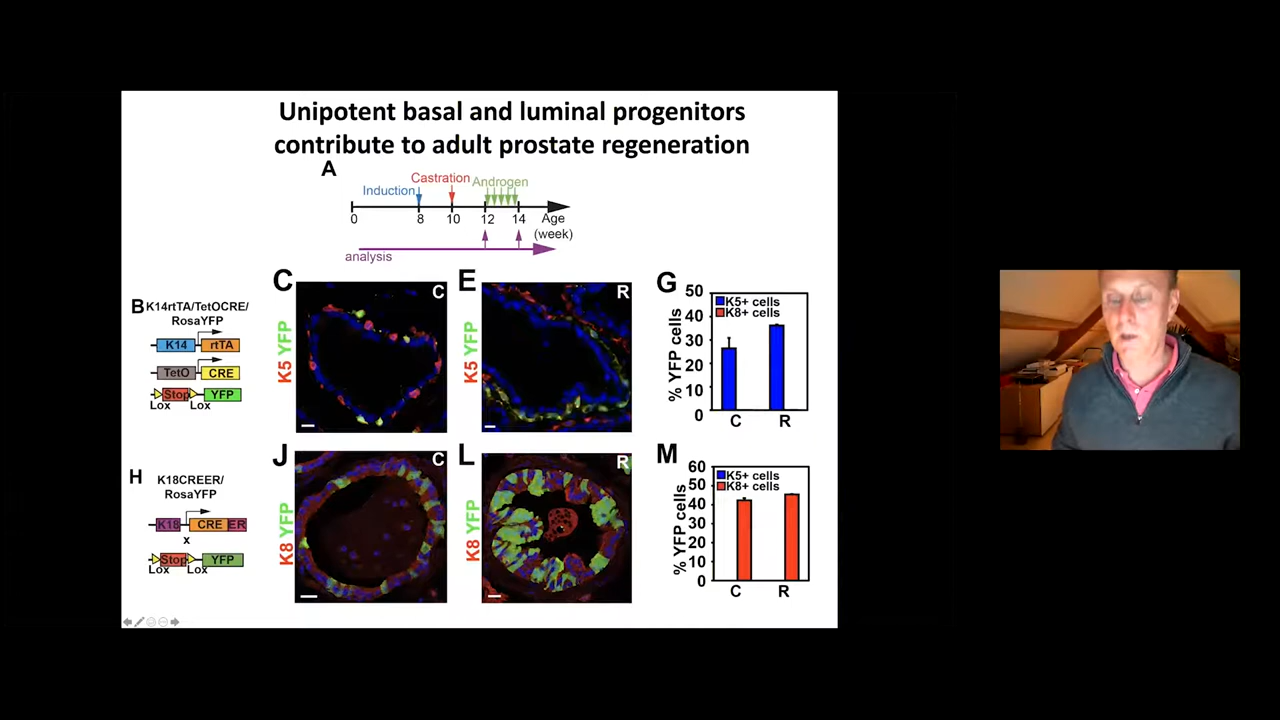 Unipotent basal and luminal progenitors
contribute to adult prostate regeneration
A
Castration
Androgen
Induction
0
8
10
12
14
Age
(week)
analysis
B
K14rtTA/TetOCRE/
RosaYFP
K14
rtTA
TetO
CRE
Stop
YFP
Lox
Lox
C
C
K5 YFP
E
R
K5 YFP
G
50
40
30
20
10
0
% YFP cells
K5+ cells
K8+ cells
C
R
H
K18CREER/
RosaYFP
K18
CRE
ER
x
Stop
YFP
Lox
Lox
J
C
K8 YFP
L
R
K8 YFP
M
60
50
40
30
20
10
0
% YFP cells
K5+ cells
K8+ cells
C
R